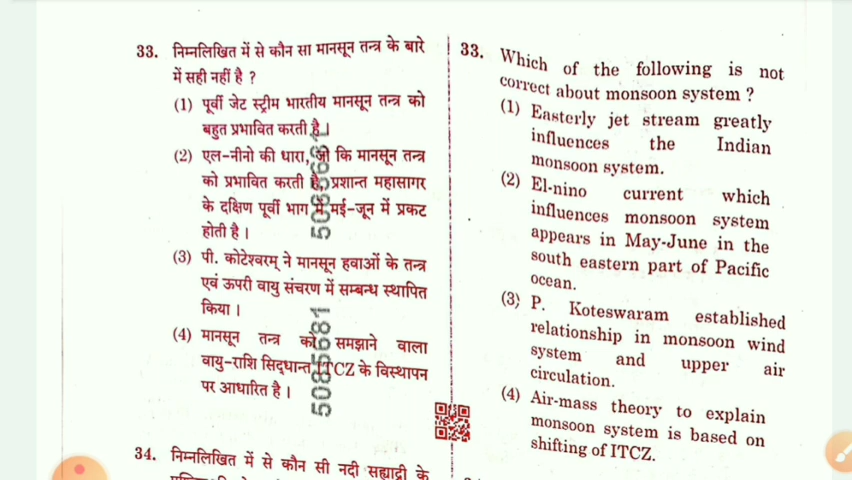 33. निम्नलिखित में से कौन सा मानसून तन्त्र के बारे
में सही नहीं है ?
(1) पूर्वी जेट स्ट्रीम भारतीय मानसून तन्त्र को
बहुत प्रभावित करती है।
(2) एल-नीनो की धारा, जो कि मानसून तन्त्र
को प्रभावित करती है, प्रशान्त महासागर
के दक्षिण पूर्वी भाग में मई-जून में प्रकट
होती है।
(3) पी. कोटेश्वरम् ने मानसून हवाओं के तन्त्र
एवं ऊपरी वायु संचरण में सम्बन्ध स्थापित
किया।
(4) मानसून तन्त्र को समझाने वाला
वायु-राशि सिद्धान्त ITCZ के विस्थापन
पर आधारित है।
34. निम्नलिखित में से कौन सी नदी सह्याद्री के
5085681
5085681
33. Which of the following is not
correct about monsoon system ?
(1) Easterly jet stream greatly
influences the Indian
monsoon system.
(2) El-nino current which
influences monsoon system
appears in May-June in the
south eastern part of Pacific
ocean.
(3) P. Koteswaram established
relationship in monsoon wind
system and upper air
circulation.
(4) Air-mass theory to explain
monsoon system is based on
shifting of ITCZ.